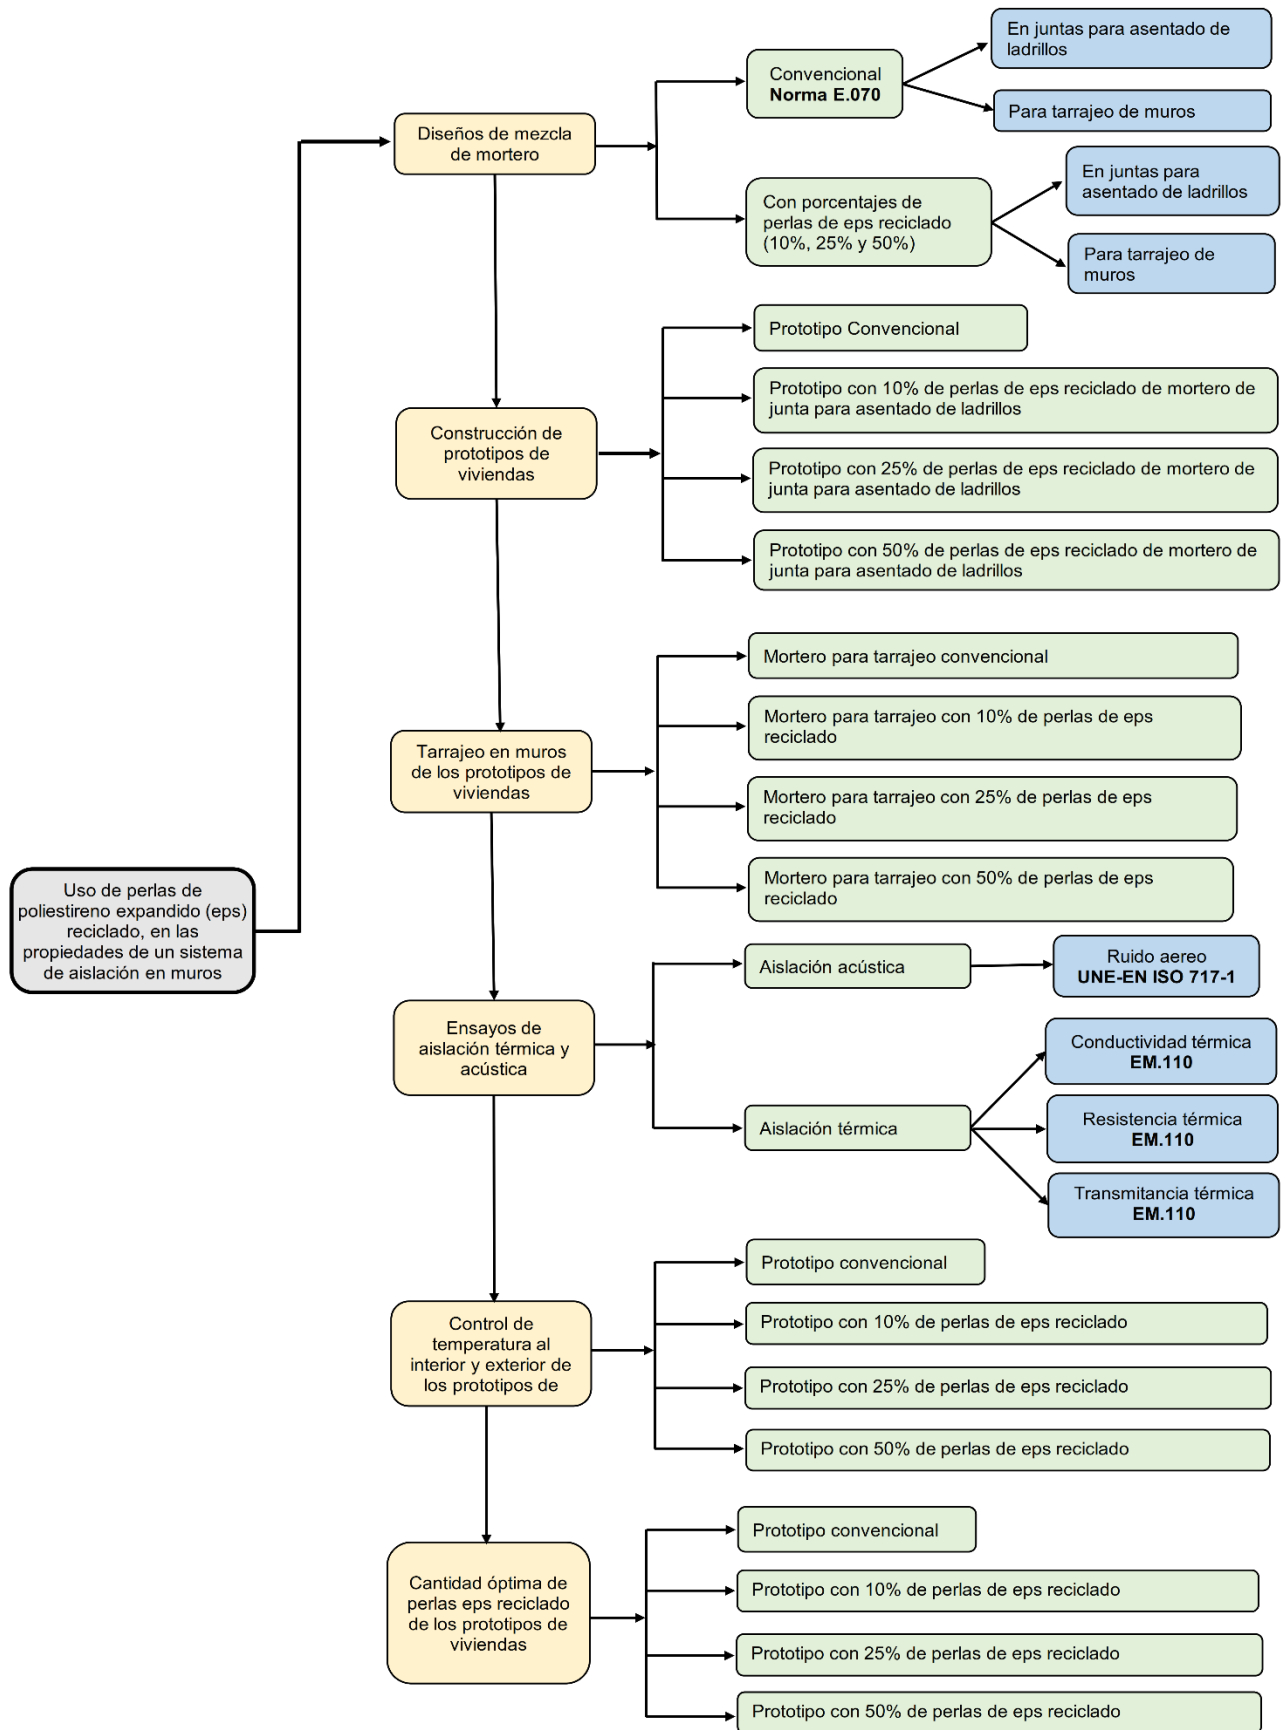 En juntas para asentado de
ladrillos
Convencional
Norma E.070
Para tarrajeo de muros
Diseños de mezcla
de mortero
En juntas para
asentado de ladrillos
Con porcentajes de
perlas de eps reciclado
(10%, 25% y 50%)
Para tarrajeo de
muros
Prototipo Convencional
Prototipo con 10% de perlas de eps reciclado de mortero de
junta para asentado de ladrillos
Construcción de
prototipos de
viviendas
Prototipo con 25% de perlas de eps reciclado de mortero de
junta para asentado de ladrillos
Prototipo con 50% de perlas de eps reciclado de mortero de
junta para asentado de ladrillos
Mortero para tarrajeo convencional
Mortero para tarrajeo con 10% de perlas de eps
reciclado
Tarrajeo en muros
de los prototipos de
viviendas
Mortero para tarrajeo con 25% de perlas de eps
reciclado
Mortero para tarrajeo con 50% de perlas de eps
reciclado
Uso de perlas de
poliestireno expandido (eps)
reciclado, en las
propiedades de un sistema
de aislación en muros
Aislación acústica
Ruido aereo
UNE-EN ISO 717-1
Ensayos de
aislación térmica y
acústica
Conductividad térmica
EM.110
Aislación térmica
Resistencia térmica
EM.110
Transmitancia térmica
EM.110
Prototipo convencional
Prototipo con 10% de perlas de eps reciclado
Control de
temperatura al
interior y exterior de
los prototipos de
Prototipo con 25% de perlas de eps reciclado
Prototipo con 50% de perlas de eps reciclado
Prototipo convencional
Prototipo con 10% de perlas de eps reciclado
Cantidad óptima de
perlas eps reciclado
de los prototipos de
viviendas
Prototipo con 25% de perlas de eps reciclado
Prototipo con 50% de perlas de eps reciclado